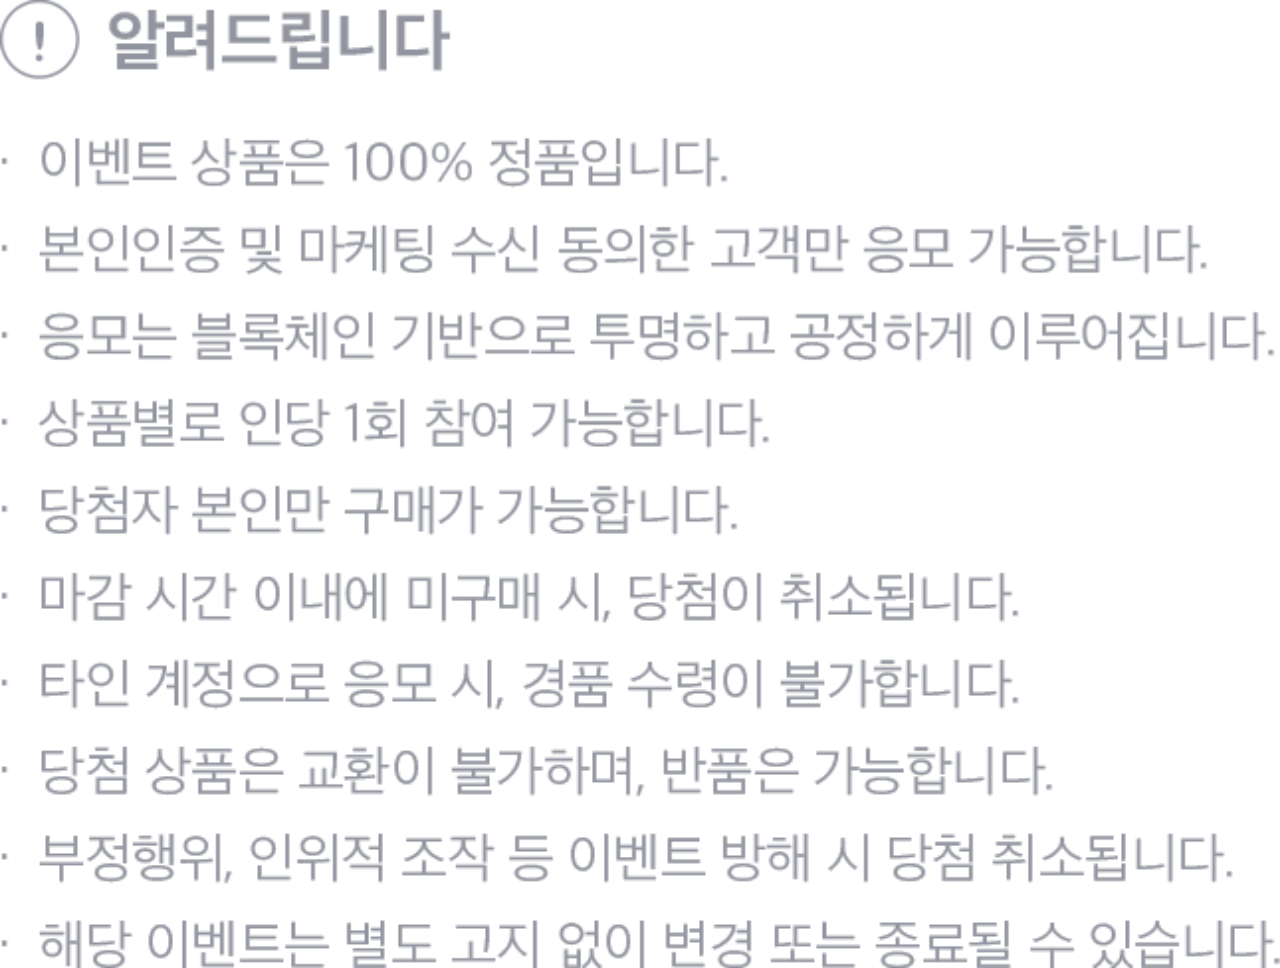 ! 알려드립니다
· 이벤트 상품은 100% 정품입니다.
· 본인인증 및 마케팅 수신 동의한 고객만 응모 가능합니다.
· 응모는 블록체인 기반으로 투명하고 공정하게 이루어집니다.
· 상품별로 인당 1회 참여 가능합니다.
· 당첨자 본인만 구매가 가능합니다.
· 마감 시간 이내에 미구매 시, 당첨이 취소됩니다.
· 타인 계정으로 응모 시, 경품 수령이 불가합니다.
· 당첨 상품은 교환이 불가하며, 반품은 가능합니다.
· 부정행위, 인위적 조작 등 이벤트 방해 시 당첨 취소됩니다.
· 해당 이벤트는 별도 고지 없이 변경 또는 종료될 수 있습니다.